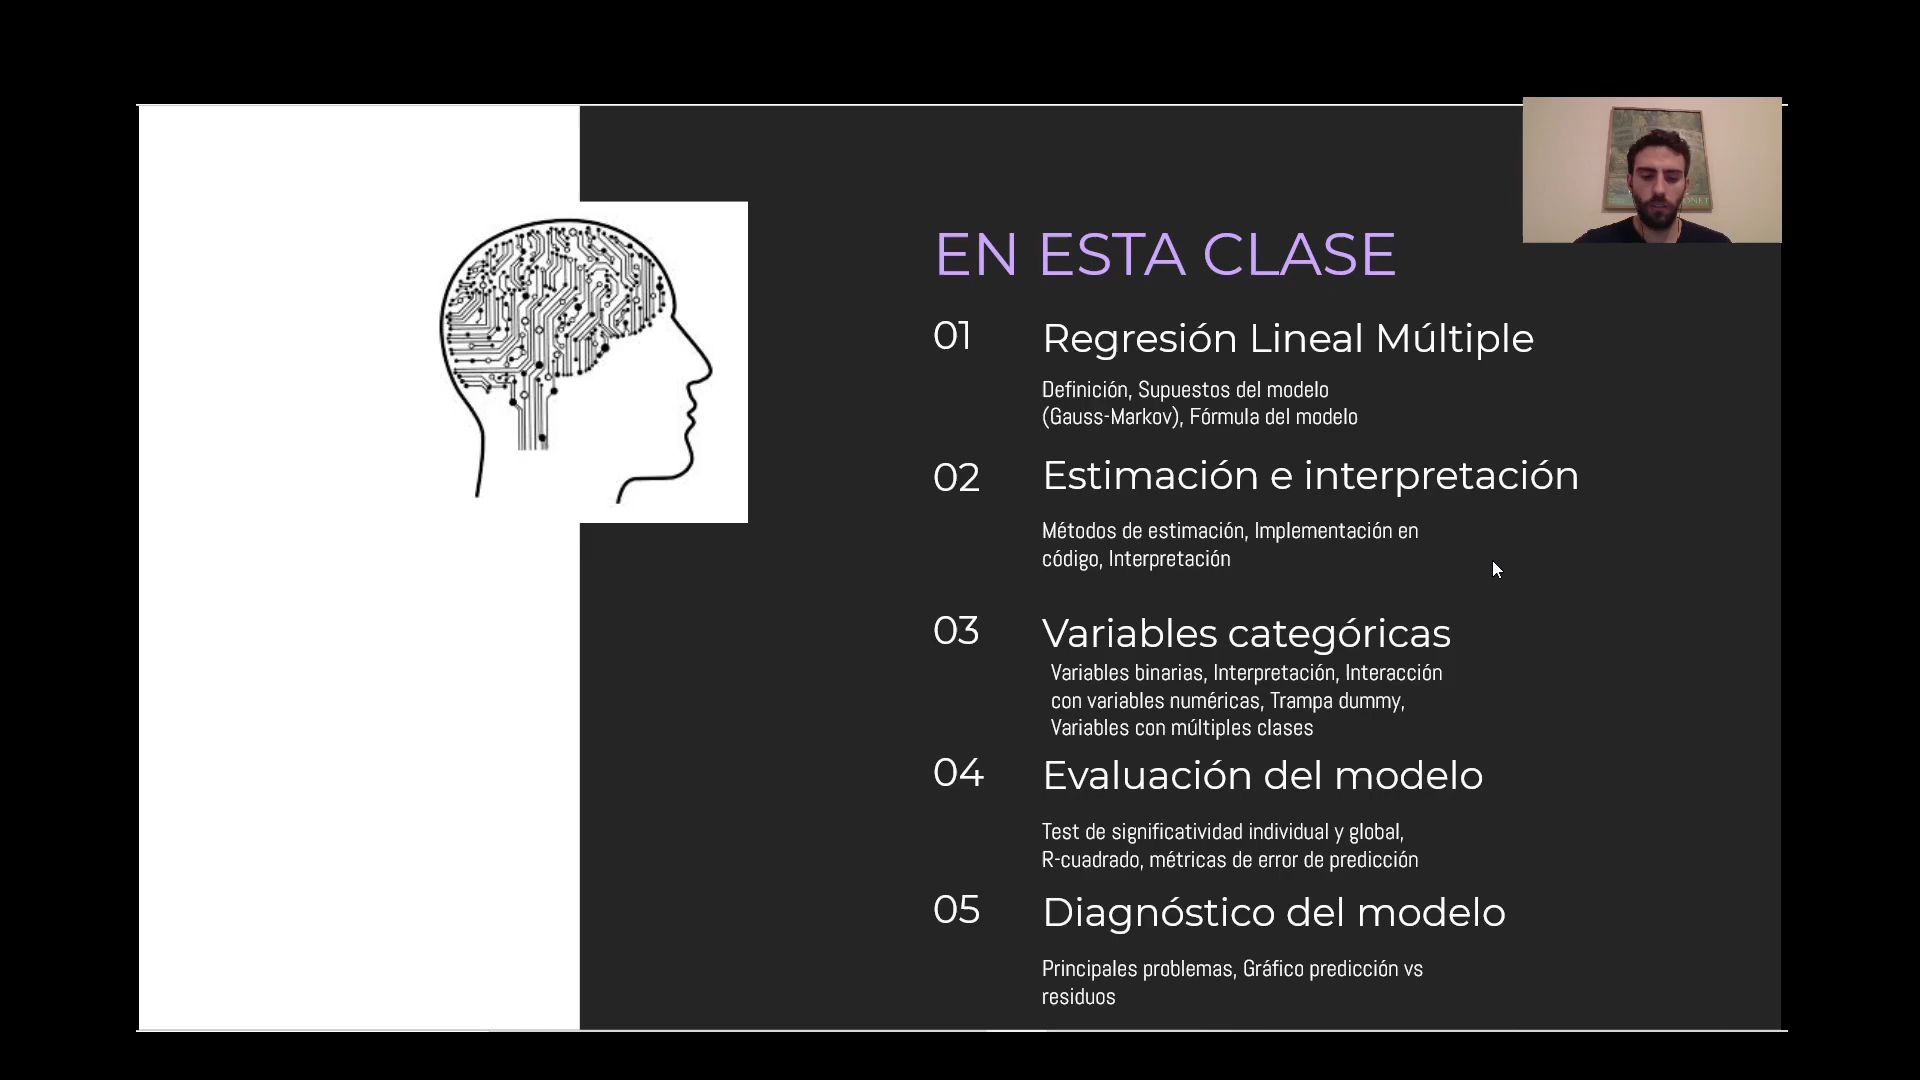 EN ESTA CLASE
01
Regresión Lineal Múltiple
Definición, Supuestos del modelo
(Gauss-Markov), Fórmula del modelo
02
Estimación e interpretación
Métodos de estimación, Implementación en
código, Interpretación
03
Variables categóricas
Variables binarias, Interpretación, Interacción
con variables numéricas, Trampa dummy,
Variables con múltiples clases
04
Evaluación del modelo
Test de significatividad individual y global,
R-cuadrado, métricas de error de predicción
05
Diagnóstico del modelo
Principales problemas, Gráfico predicción vs
residuos